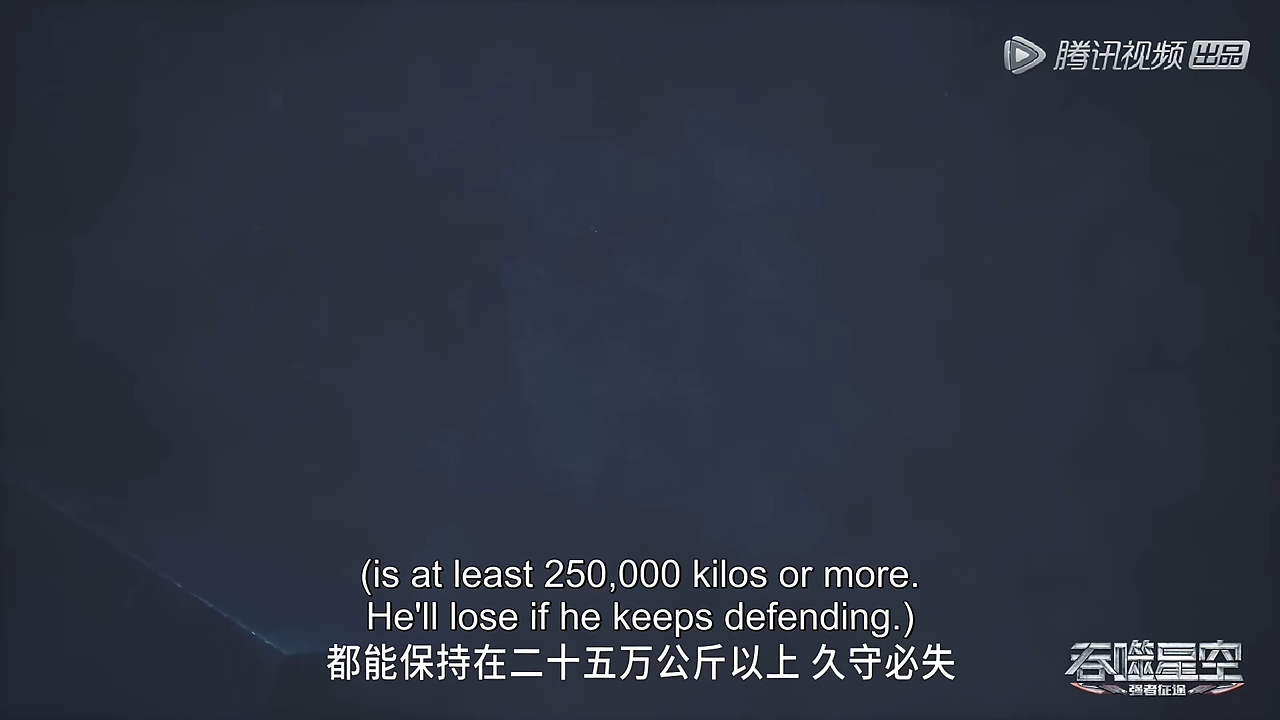 腾讯视频 出品
(is at least 250,000 kilos or more.
He'll lose if he keeps defending.)
都能保持在二十五万公斤以上 久守必失
吞噬星空
强者征途